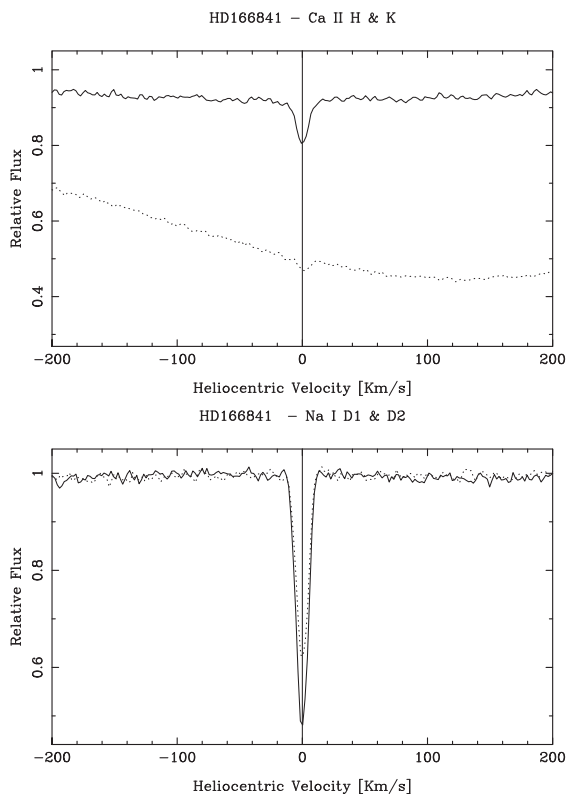 HD166841 − Ca II H & K
1
0.8
0.6
0.4
Relative Flux
−200 −100 0 100 200
Heliocentric Velocity [Km/s]
HD166841 − Na I D1 & D2
1
0.8
0.6
Relative Flux
−200 −100 0 100 200
Heliocentric Velocity [Km/s]